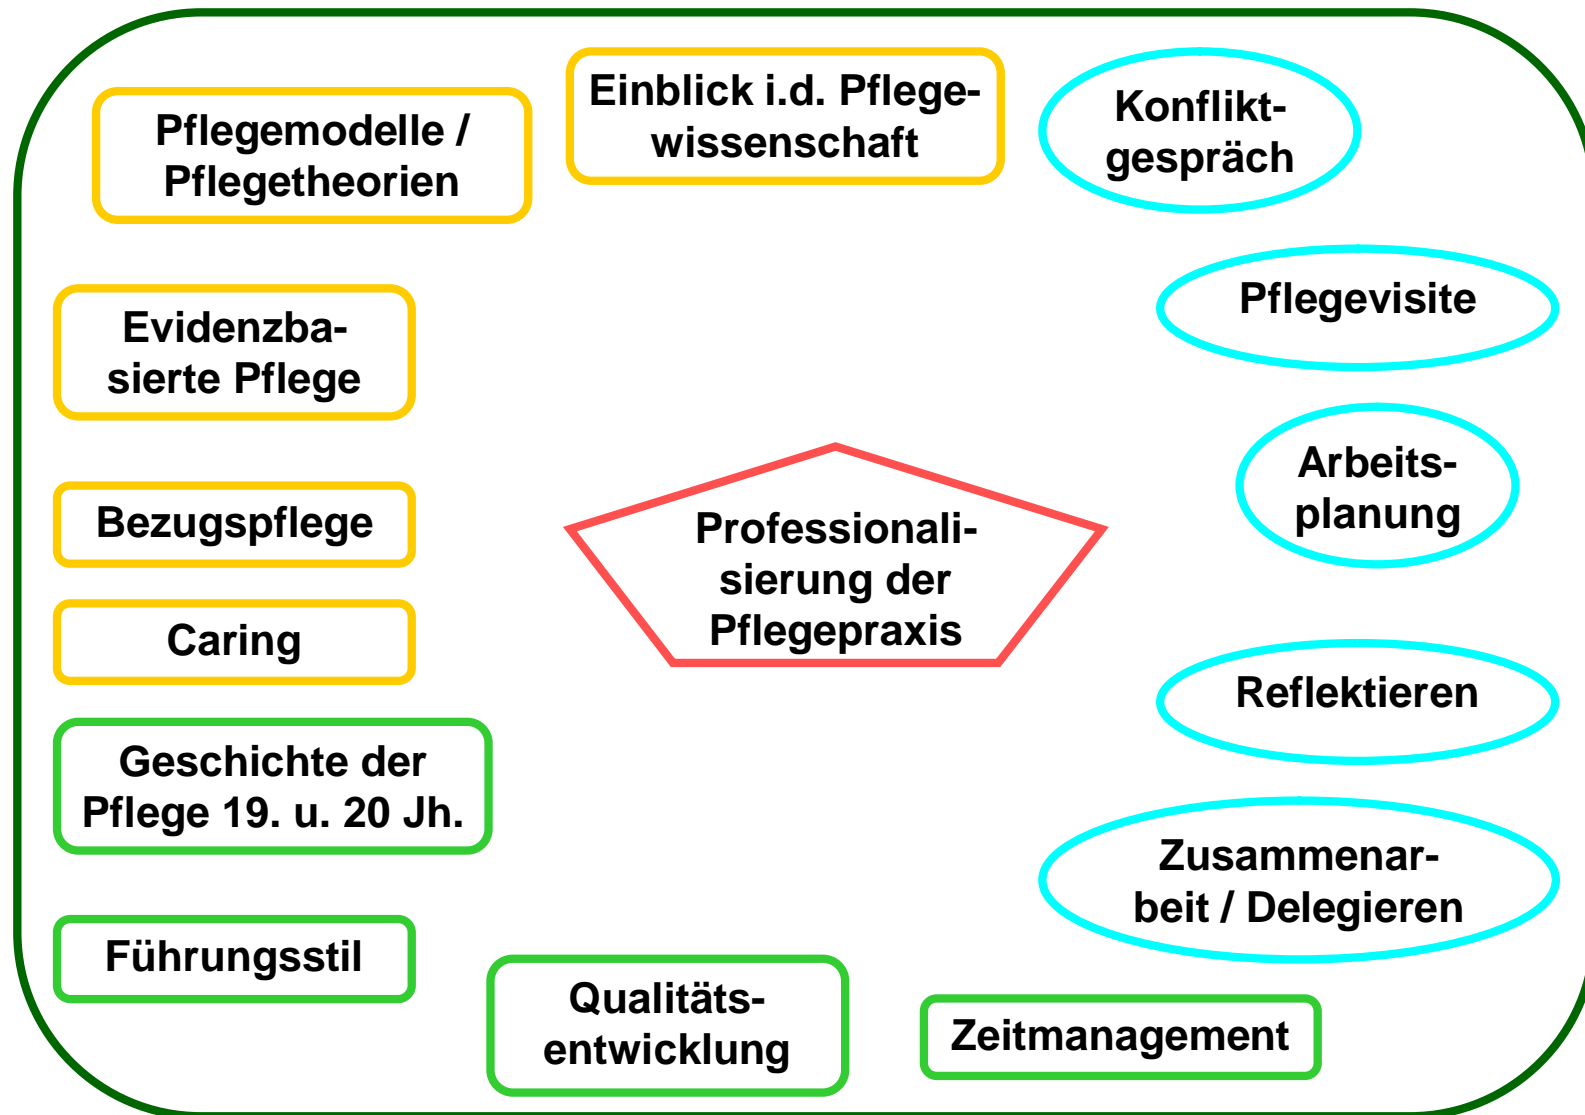 Pflegemodelle /
Pflegetheorien
Einblick i.d. Pflege-
wissenschaft
Konflikt-
gespräch
Evidenzba-
sierte Pflege
Pflegevisite
Bezugspflege
Professionali-
sierung der
Pflegepraxis
Arbeits-
planung
Caring
Reflektieren
Geschichte der
Pflege 19. u. 20 Jh.
Zusammenar-
beit / Delegieren
Führungsstil
Qualitäts-
entwicklung
Zeitmanagement